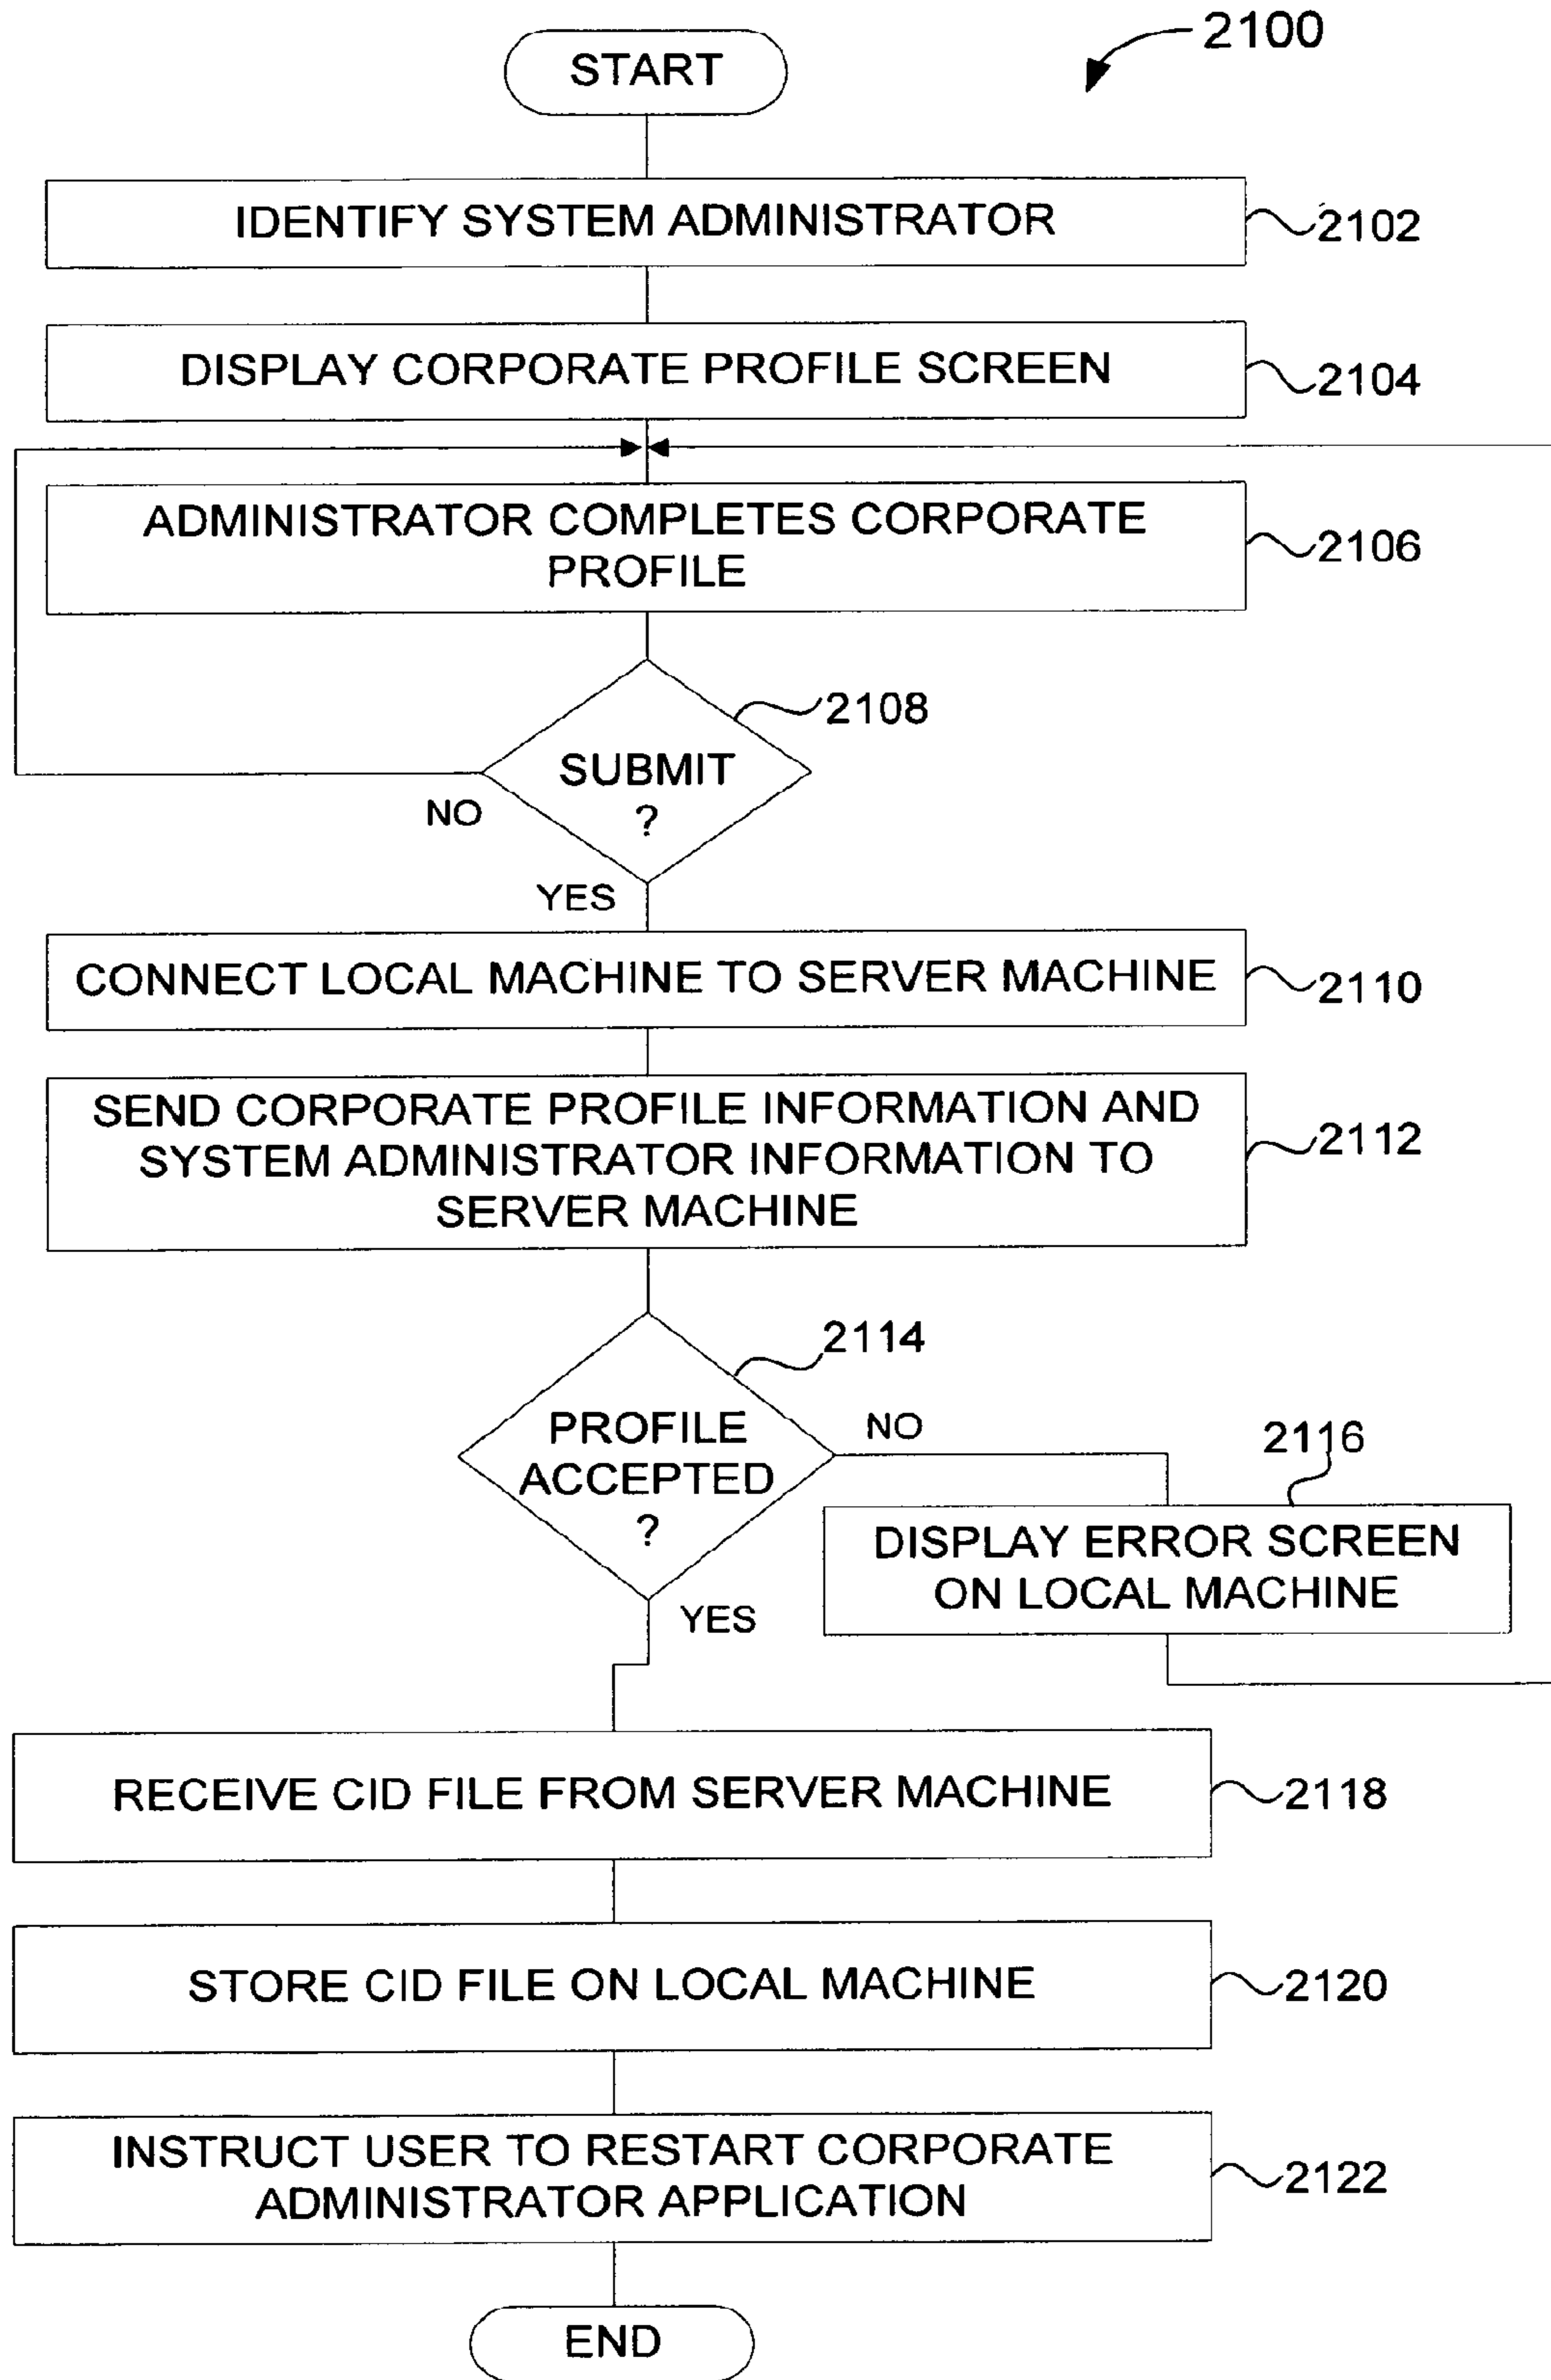 2100
START
IDENTIFY SYSTEM ADMINISTRATOR
2102
DISPLAY CORPORATE PROFILE SCREEN
2104
ADMINISTRATOR COMPLETES CORPORATE
PROFILE
2106
2108
SUBMIT
?
NO
YES
CONNECT LOCAL MACHINE TO SERVER MACHINE
2110
SEND CORPORATE PROFILE INFORMATION AND
SYSTEM ADMINISTRATOR INFORMATION TO
SERVER MACHINE
2112
2114
PROFILE
ACCEPTED
?
NO
2116
DISPLAY ERROR SCREEN
ON LOCAL MACHINE
YES
RECEIVE CID FILE FROM SERVER MACHINE
2118
STORE CID FILE ON LOCAL MACHINE
2120
INSTRUCT USER TO RESTART CORPORATE
ADMINISTRATOR APPLICATION
2122
END